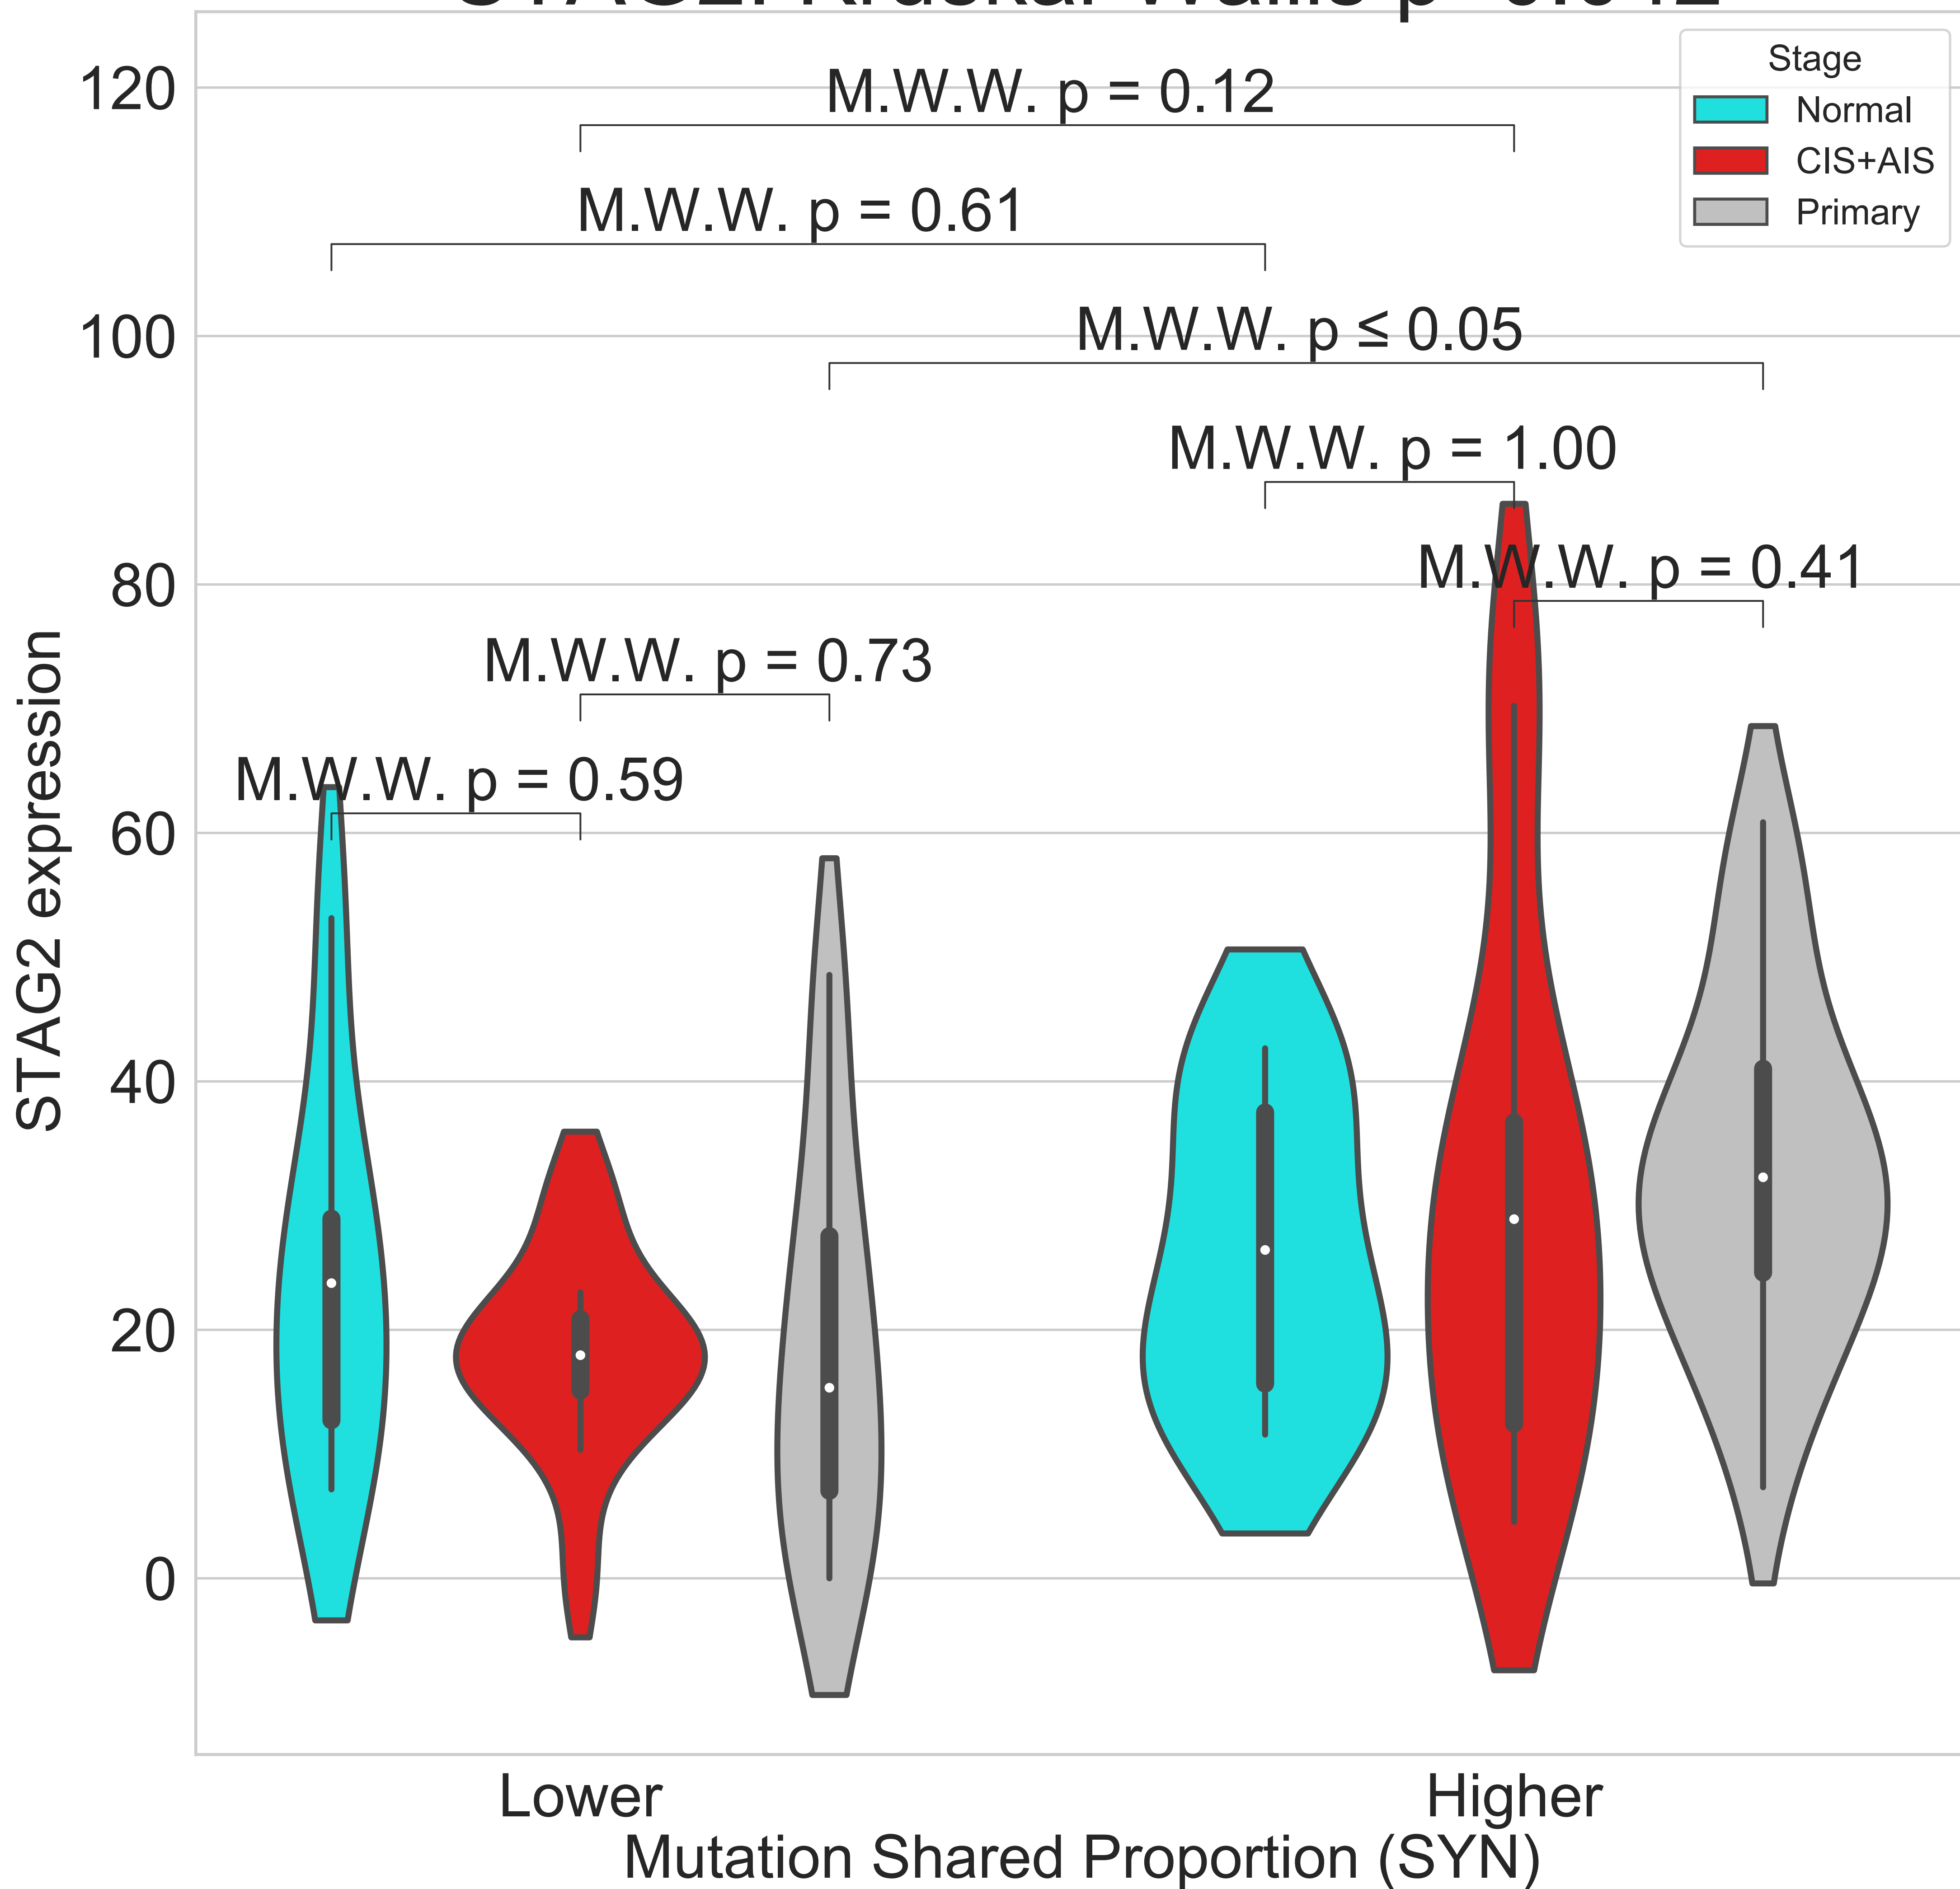 120
M.W.W. p = 0.12
Stage
Normal
CIS+AIS
Primary
M.W.W. p = 0.61
100
M.W.W. p ≤ 0.05
M.W.W. p = 1.00
80
M.W.W. p = 0.41
M.W.W. p = 0.73
M.W.W. p = 0.59
60
40
20
0
STAG2 expression
Lower
Higher
Mutation Shared Proportion (SYN)